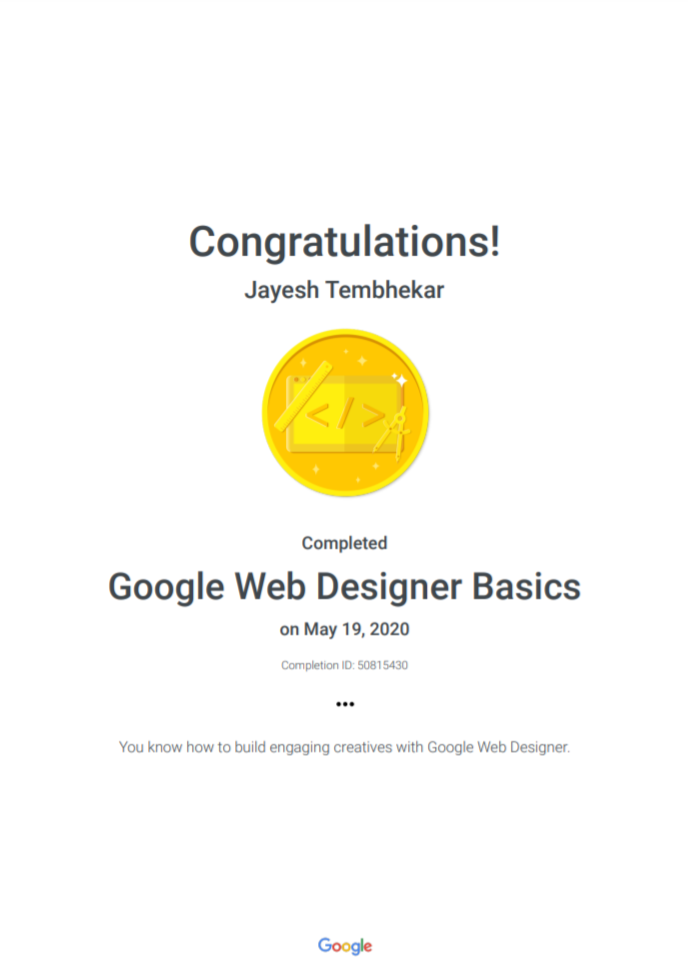 Congratulations!
Jayesh Tembhekar
</>
Completed
Google Web Designer Basics
on May 19, 2020
Completion ID: 50815430
•••
You know how to build engaging creatives with Google Web Designer.
Google